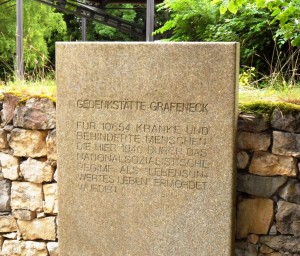 GEDENKSTÄTTE GRAFENECK
FÜR 10654 KRANKE UND
BEHINDERTE MENSCHEN
DIE HIER 1940 DURCH DAS
NATIONALSOZIALISTISCHE
REGIME ALS „LEBENSUN-
WERTES LEBEN“ ERMORDET
WURDEN